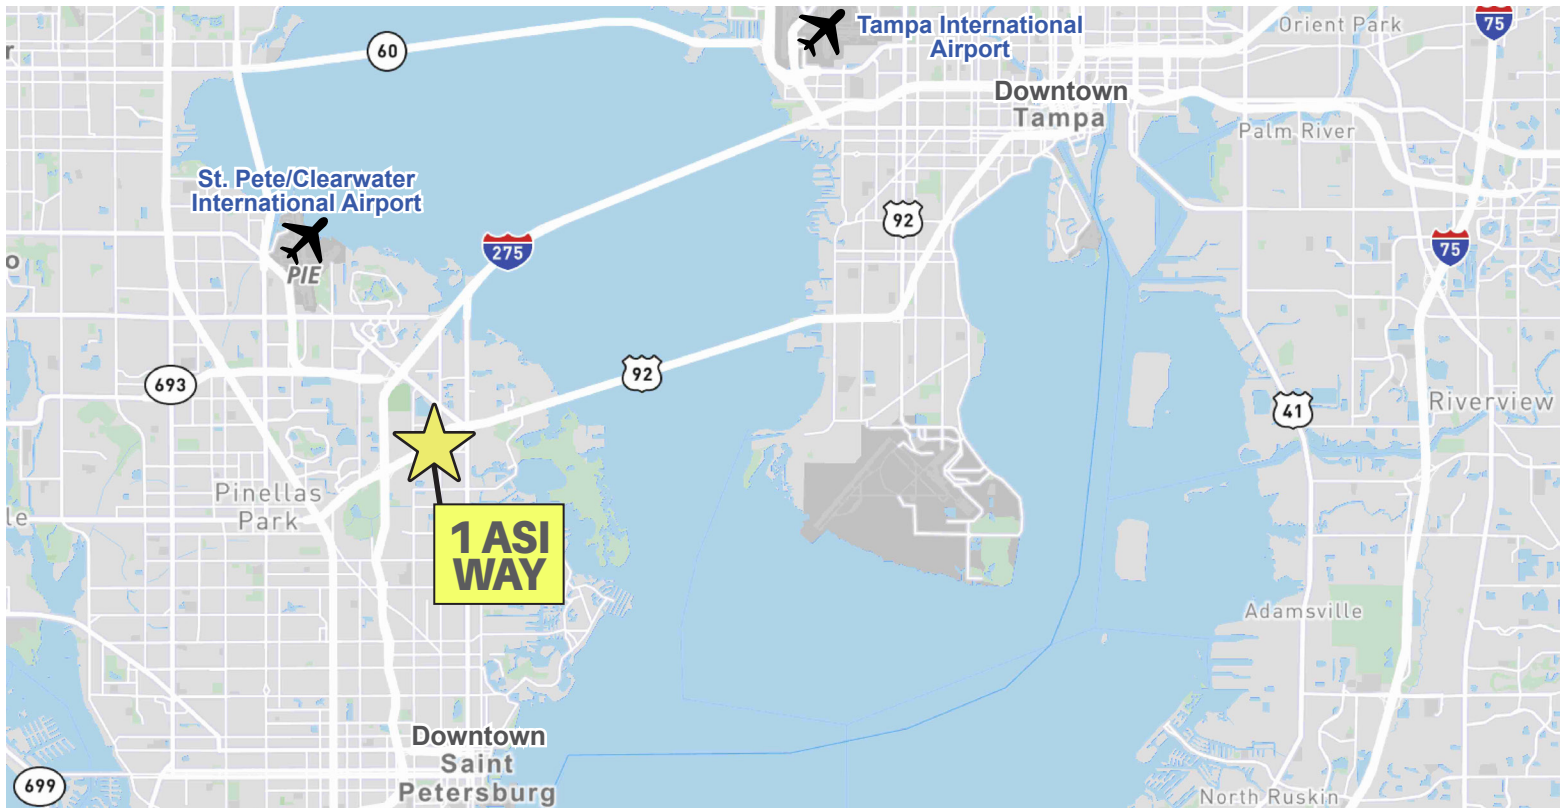 60
Tampa International
Airport
Orient Park
75
r
Downtown
Tampa
Palm River
St. Pete/Clearwater
International Airport
92
275
75
o
PIE
693
92
41
Riverview
Pinellas
Park
le
1 ASI
WAY
Adamsville
Downtown
Saint
Petersburg
699
North Ruskin